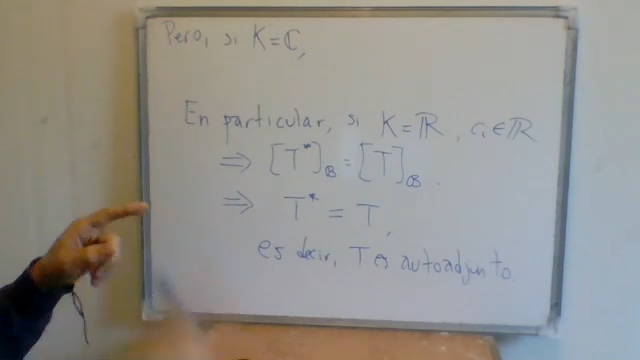 Pero, si K = ℂ,
En particular, si K = ℝ, cᵢ ∈ ℝ
⟹ [T*]_𝔅 = [T]_𝔅.
⟹ T* = T,
es decir, T es autoadjunto.